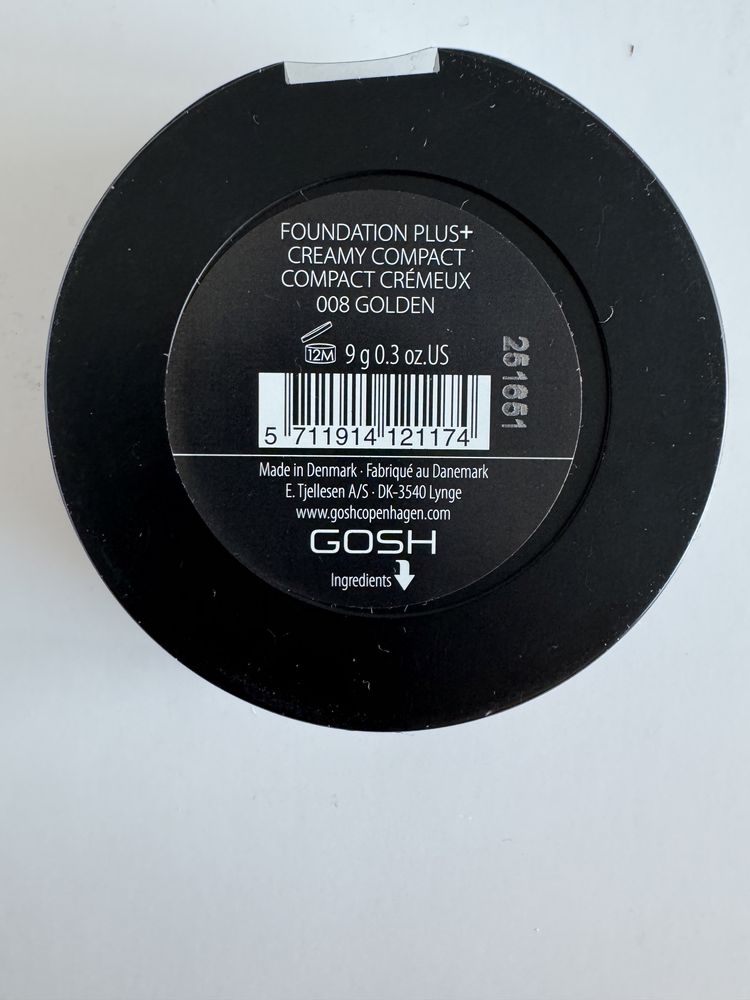 FOUNDATION PLUS+
CREAMY COMPACT
COMPACT CRÉMEUX
008 GOLDEN
12M 9 g 0.3 oz.US
251651
5 711914 121174
Made in Denmark · Fabriqué au Danemark
E. Tjellesen A/S · DK-3540 Lynge
www.goshcopenhagen.com
GOSH
Ingredients